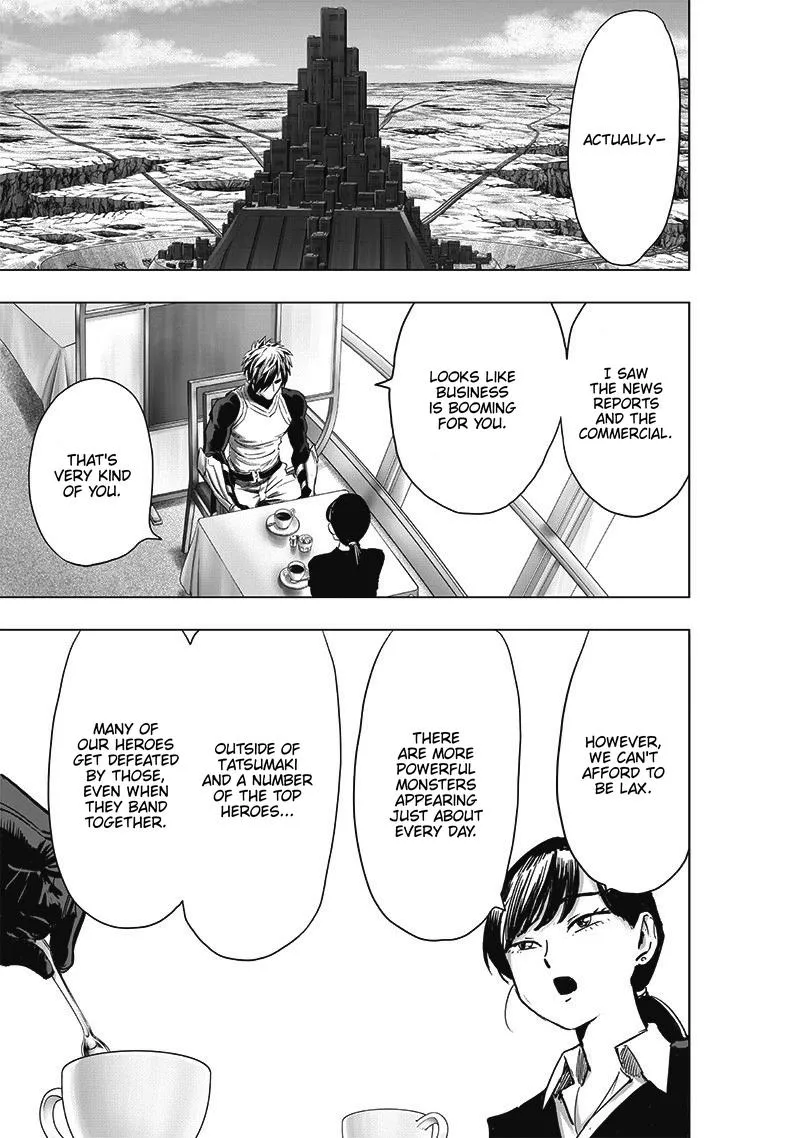 ACTUALLY-
I SAW
THE NEWS
REPORTS
AND THE
COMMERCIAL.
LOOKS LIKE
BUSINESS
IS BOOMING
FOR YOU.
THAT'S
VERY KIND
OF YOU.
HOWEVER,
WE CAN'T
AFFORD TO
BE LAX.
THERE
ARE MORE
POWERFUL
MONSTERS
APPEARING
JUST ABOUT
EVERY DAY.
OUTSIDE OF
TATSUMAKI
AND A NUMBER
OF THE TOP
HEROES...
MANY OF
OUR HEROES
GET DEFEATED
BY THOSE,
EVEN WHEN
THEY BAND
TOGETHER.